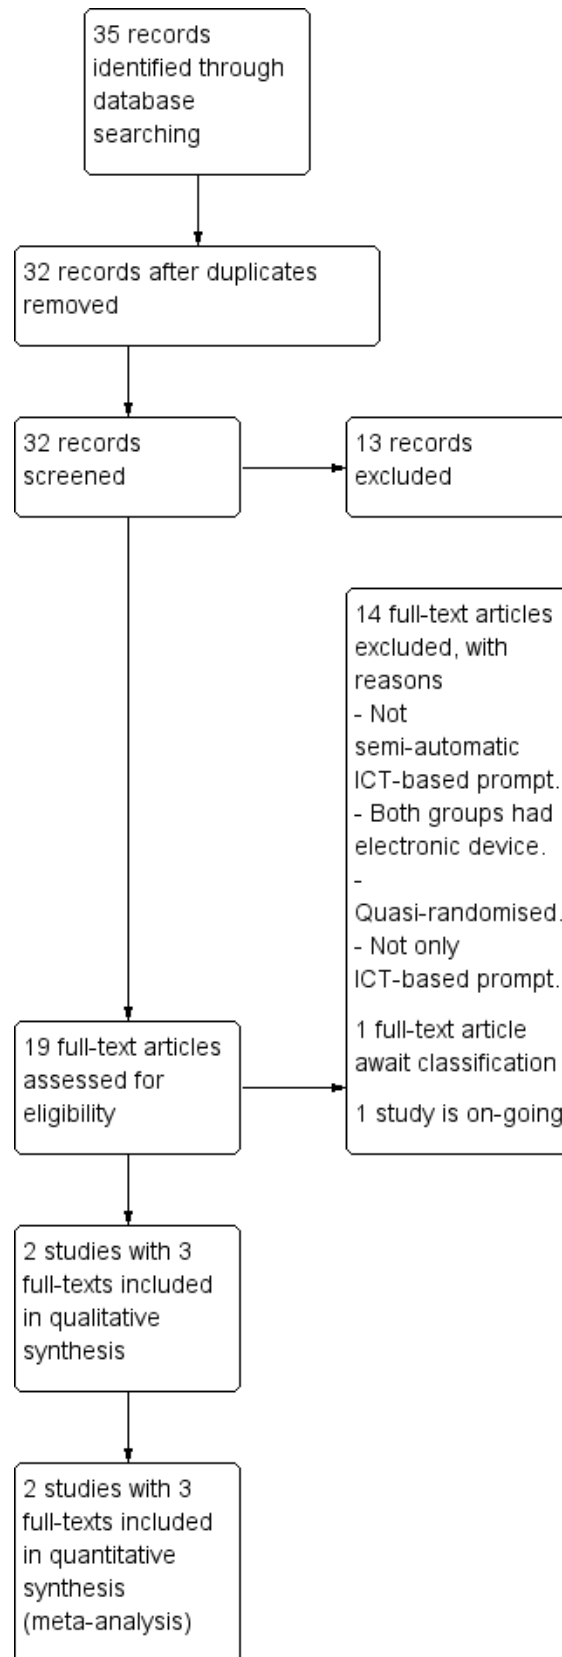 35 records
identified through
database
searching
32 records after duplicates
removed
32 records
screened
13 records
excluded
14 full-text articles
excluded, with
reasons
- Not
semi-automatic
ICT-based prompt.
- Both groups had
electronic device.
-
Quasi-randomised.
- Not only
ICT-based prompt.
1 full-text article
await classification
1 study is on-going
19 full-text articles
assessed for
eligibility
2 studies with 3
full-texts included
in qualitative
synthesis
2 studies with 3
full-texts included
in quantitative
synthesis
(meta-analysis)